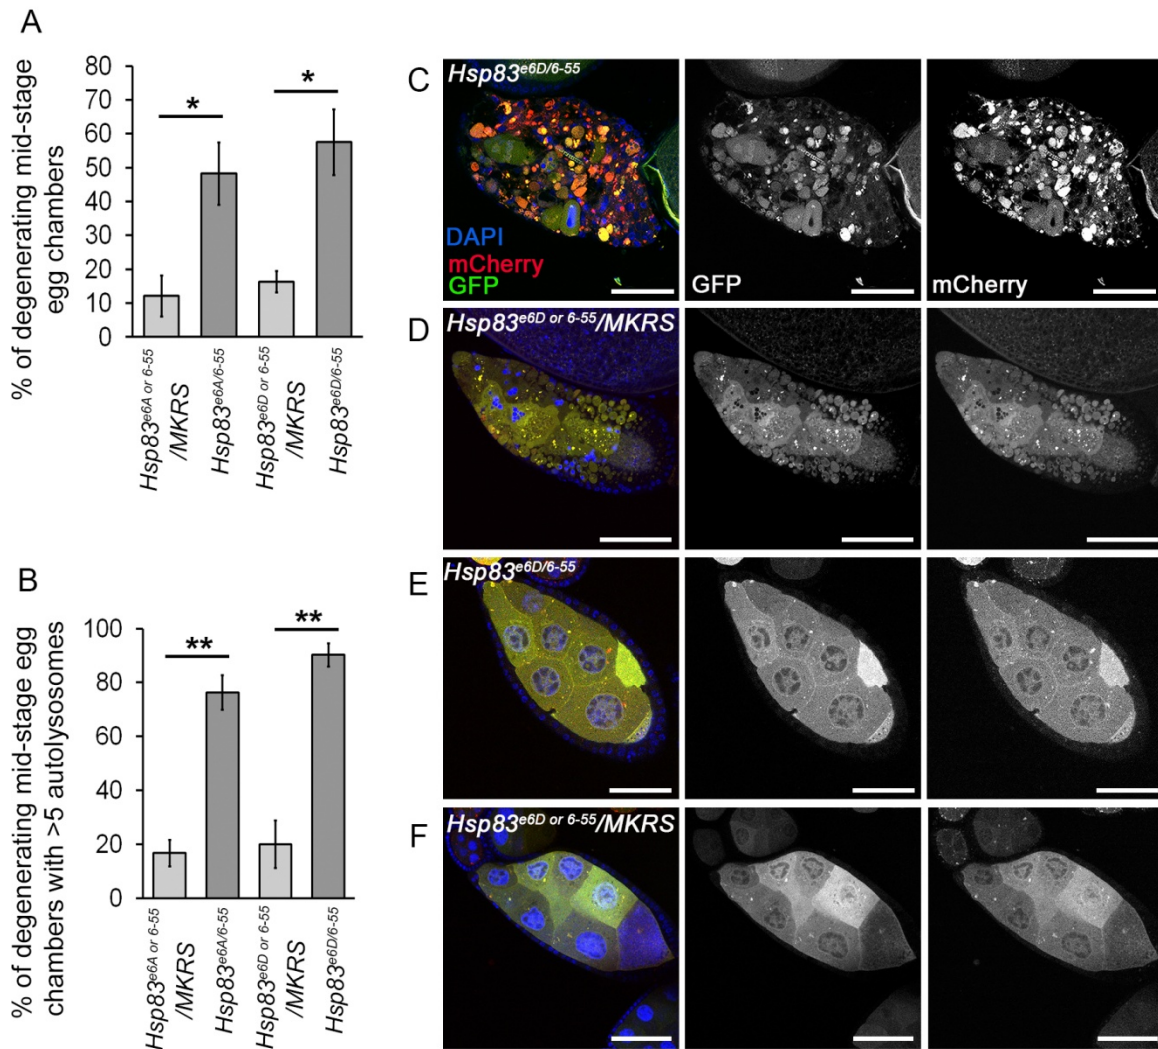 A
% of degenerating mid-stage
egg chambers
80
70
60
50
40
30
20
10
0
*
*
Hsp83e6A or 6-55
/MKRS
Hsp83e6A/6-55
Hsp83e6D or 6-55
/MKRS
Hsp83e6D/6-55
B
% of degenerating mid-stage egg
chambers with >5 autolysosomes
100
80
60
40
20
0
**
**
Hsp83e6A or 6-55
/MKRS
Hsp83e6A/6-55
Hsp83e6D or 6-55
/MKRS
Hsp83e6D/6-55
C
Hsp83e6D/6-55
DAPI
mCherry
GFP
GFP
mCherry
D
Hsp83e6D or 6-55/MKRS
E
Hsp83e6D/6-55
F
Hsp83e6D or 6-55/MKRS